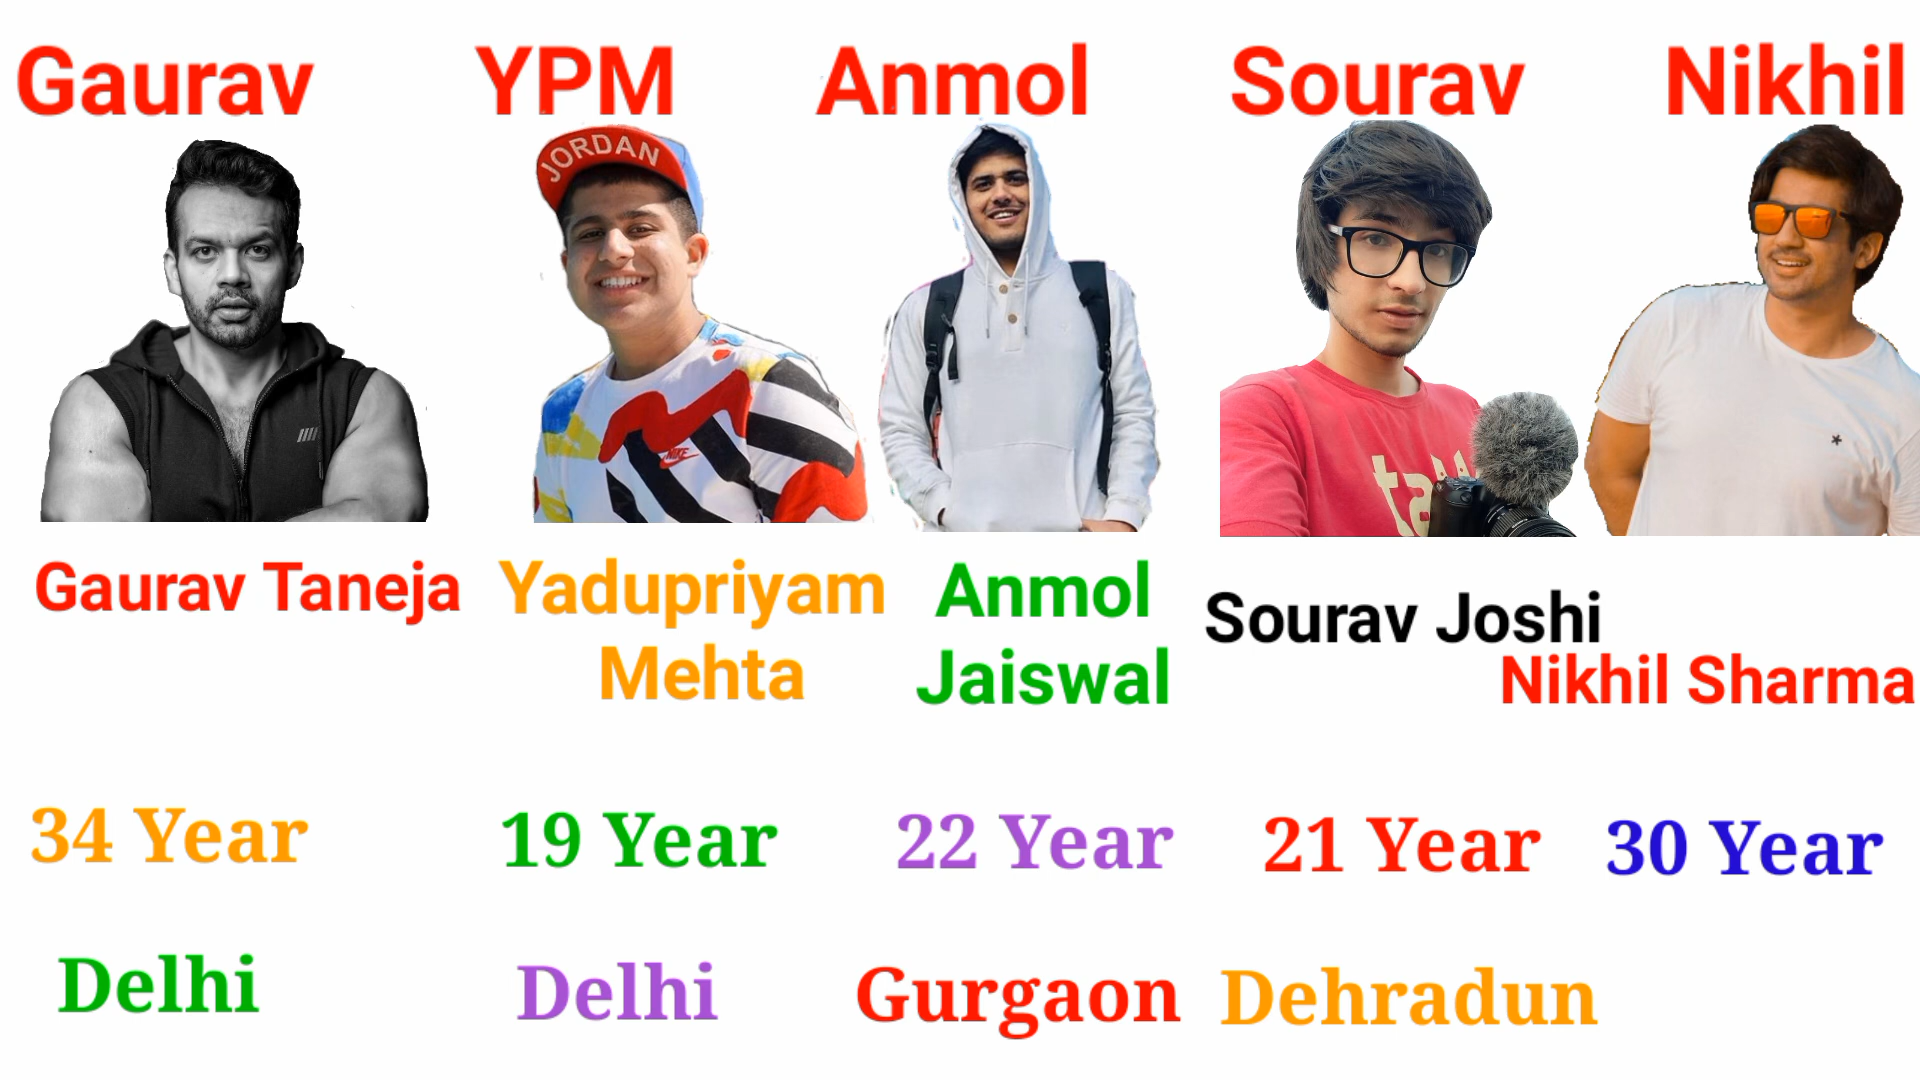 Gaurav YPM Anmol Sourav Nikhil
JORDAN
NIKE
Gaurav Taneja
Yadupriyam
Mehta
Anmol
Jaiswal
Sourav Joshi
Nikhil Sharma
34 Year 19 Year 22 Year 21 Year 30 Year
Delhi Delhi Gurgaon Dehradun